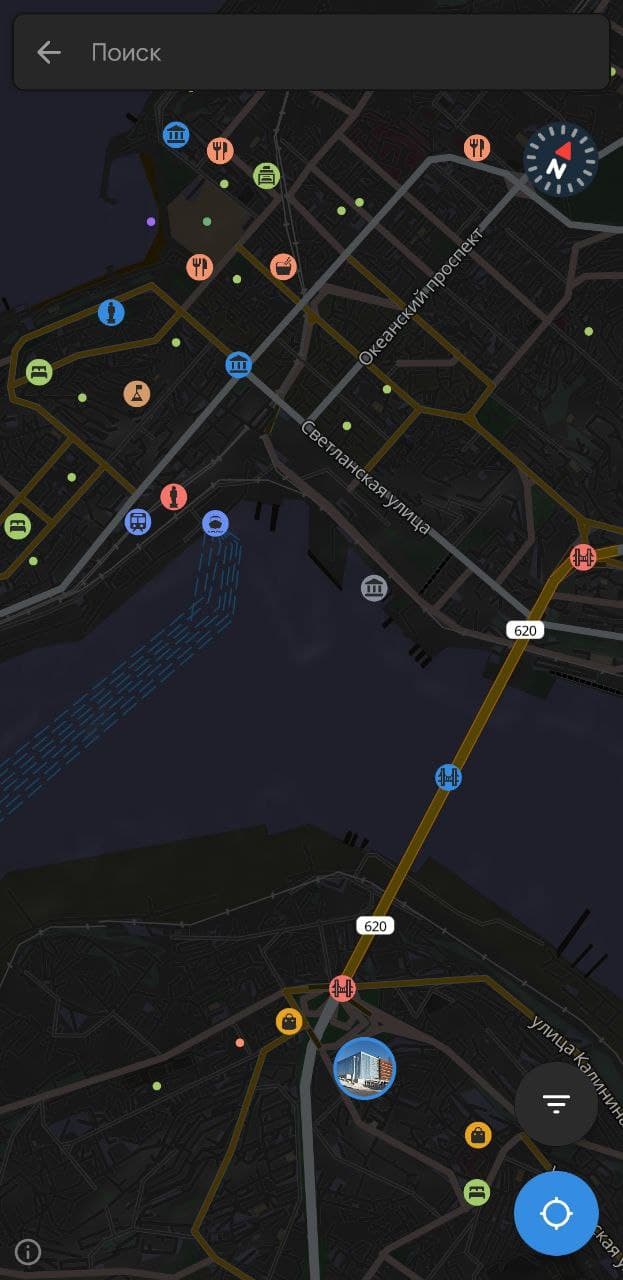 Поиск
N
Океанский проспект
Светланская улица
620
620
улица Калинина